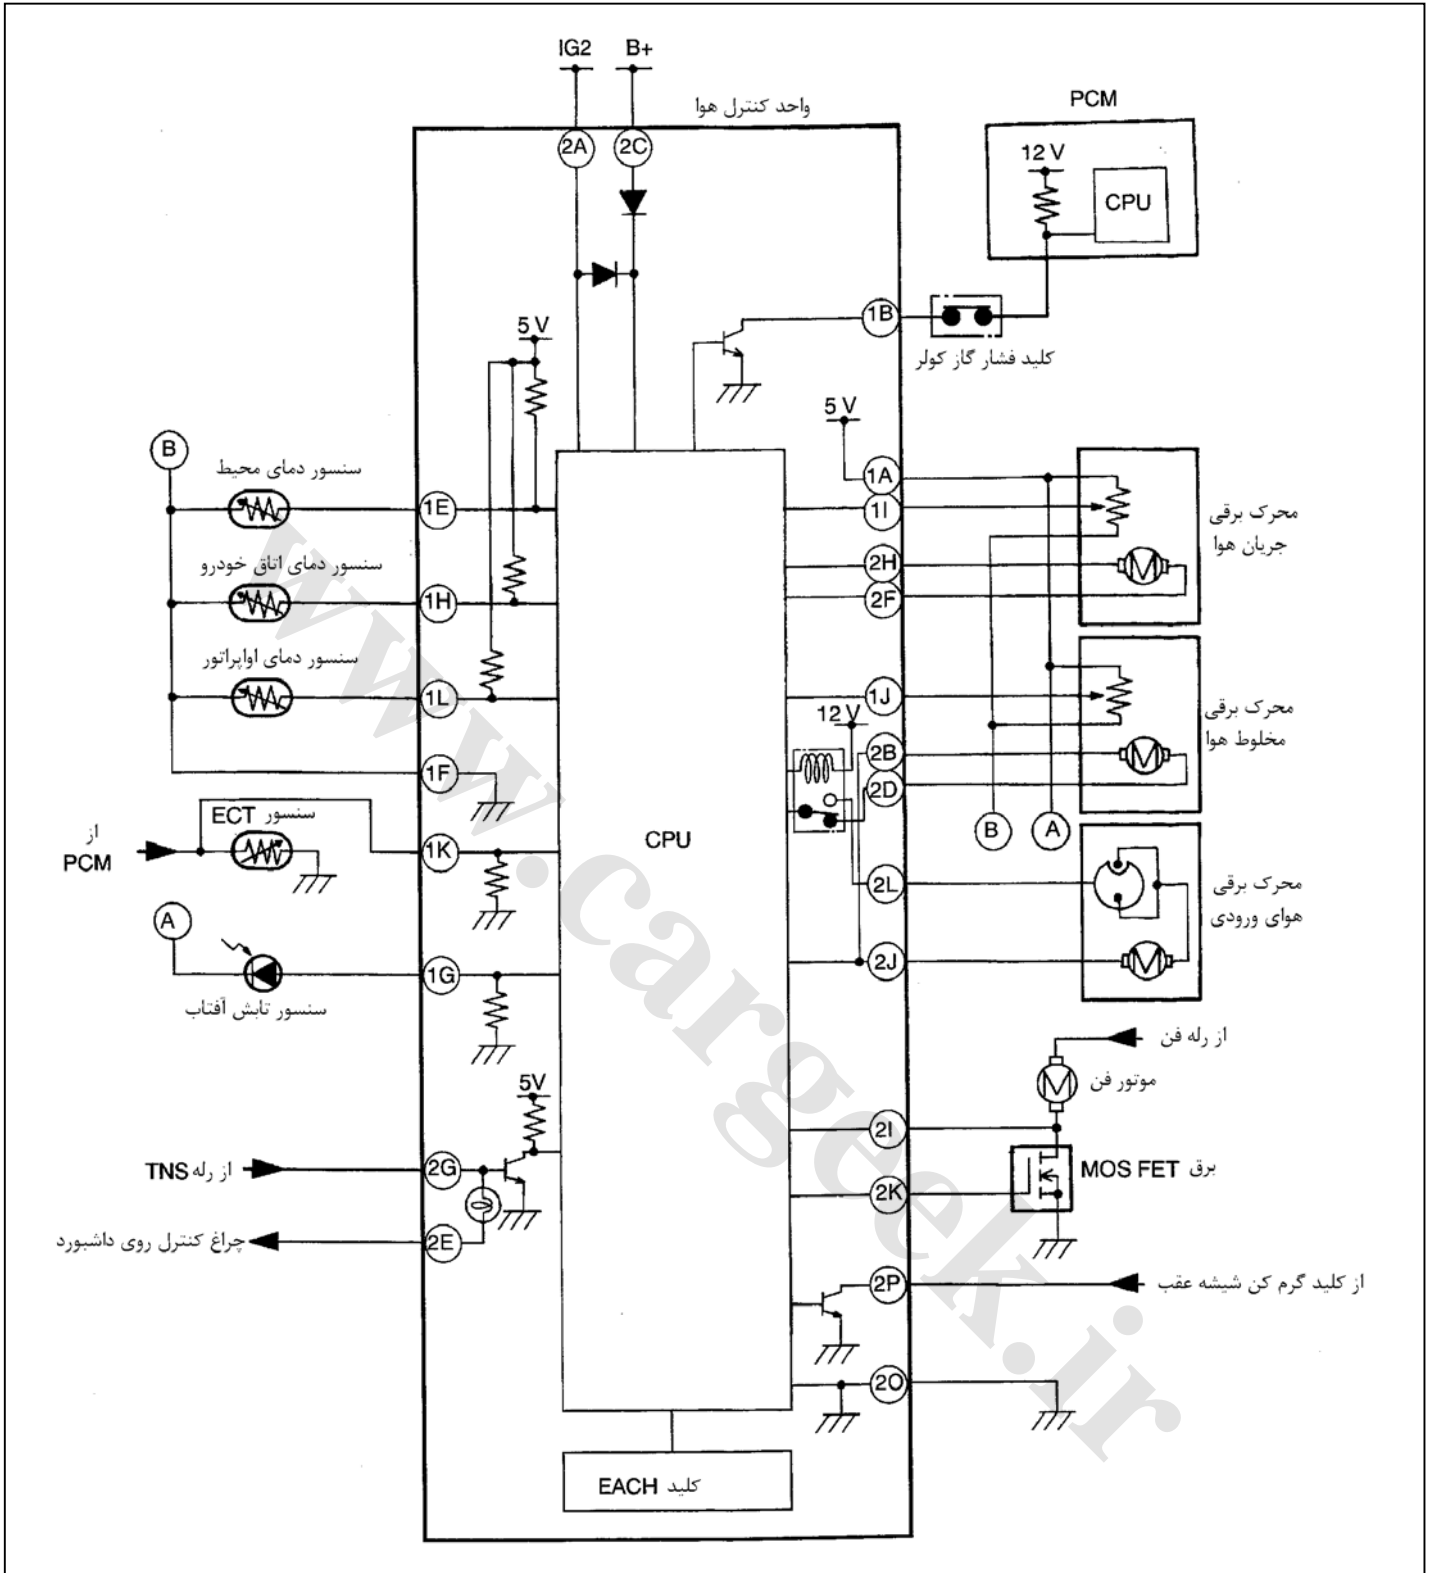 IG2
B+
واحد کنترل هوا
PCM
2A
2C
12 V
CPU
1B
5 V
کلید فشار گاز کولر
5 V
B
سنسور دمای محیط
1A
1E
1I
محرک برقی
جریان هوا
سنسور دمای اتاق خودرو
2H
M
1H
2F
سنسور دمای اواپراتور
1L
1J
محرک برقی
مخلوط هوا
12 V
2B
M
1F
2D
سنسور ECT
از
PCM
1K
CPU
B
A
2L
محرک برقی
هوای ورودی
A
1G
2J
M
سنسور تابش آفتاب
از رله فن
5V
M
موتور فن
2I
از رله TNS
2G
برق MOS FET
2K
چراغ کنترل روی داشبورد
2E
2P
از کلید گرم کن شیشه عقب
2O
کلید EACH
www.cargeek.ir